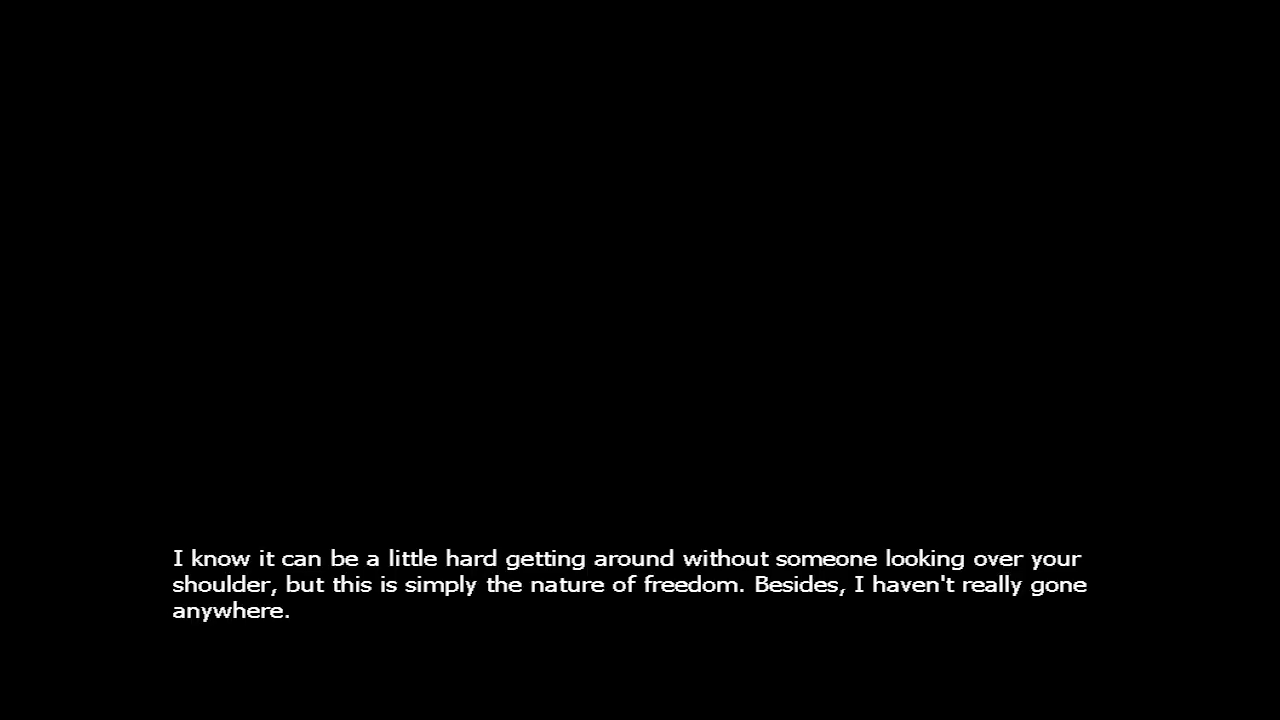 I know it can be a little hard getting around without someone looking over your
shoulder, but this is simply the nature of freedom. Besides, I haven't really gone
anywhere.